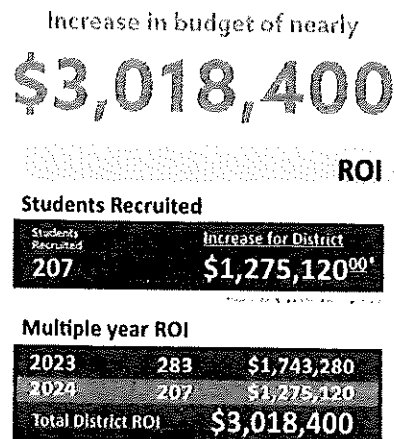 Increase in budget of nearly
$3,018,400
ROI
Students Recruited
Students Recruited
Increase for District
207 $1,275,120⁰⁰*
Multiple year ROI
2023 283 $1,743,280
2024 207 $1,275,120
Total District ROI $3,018,400